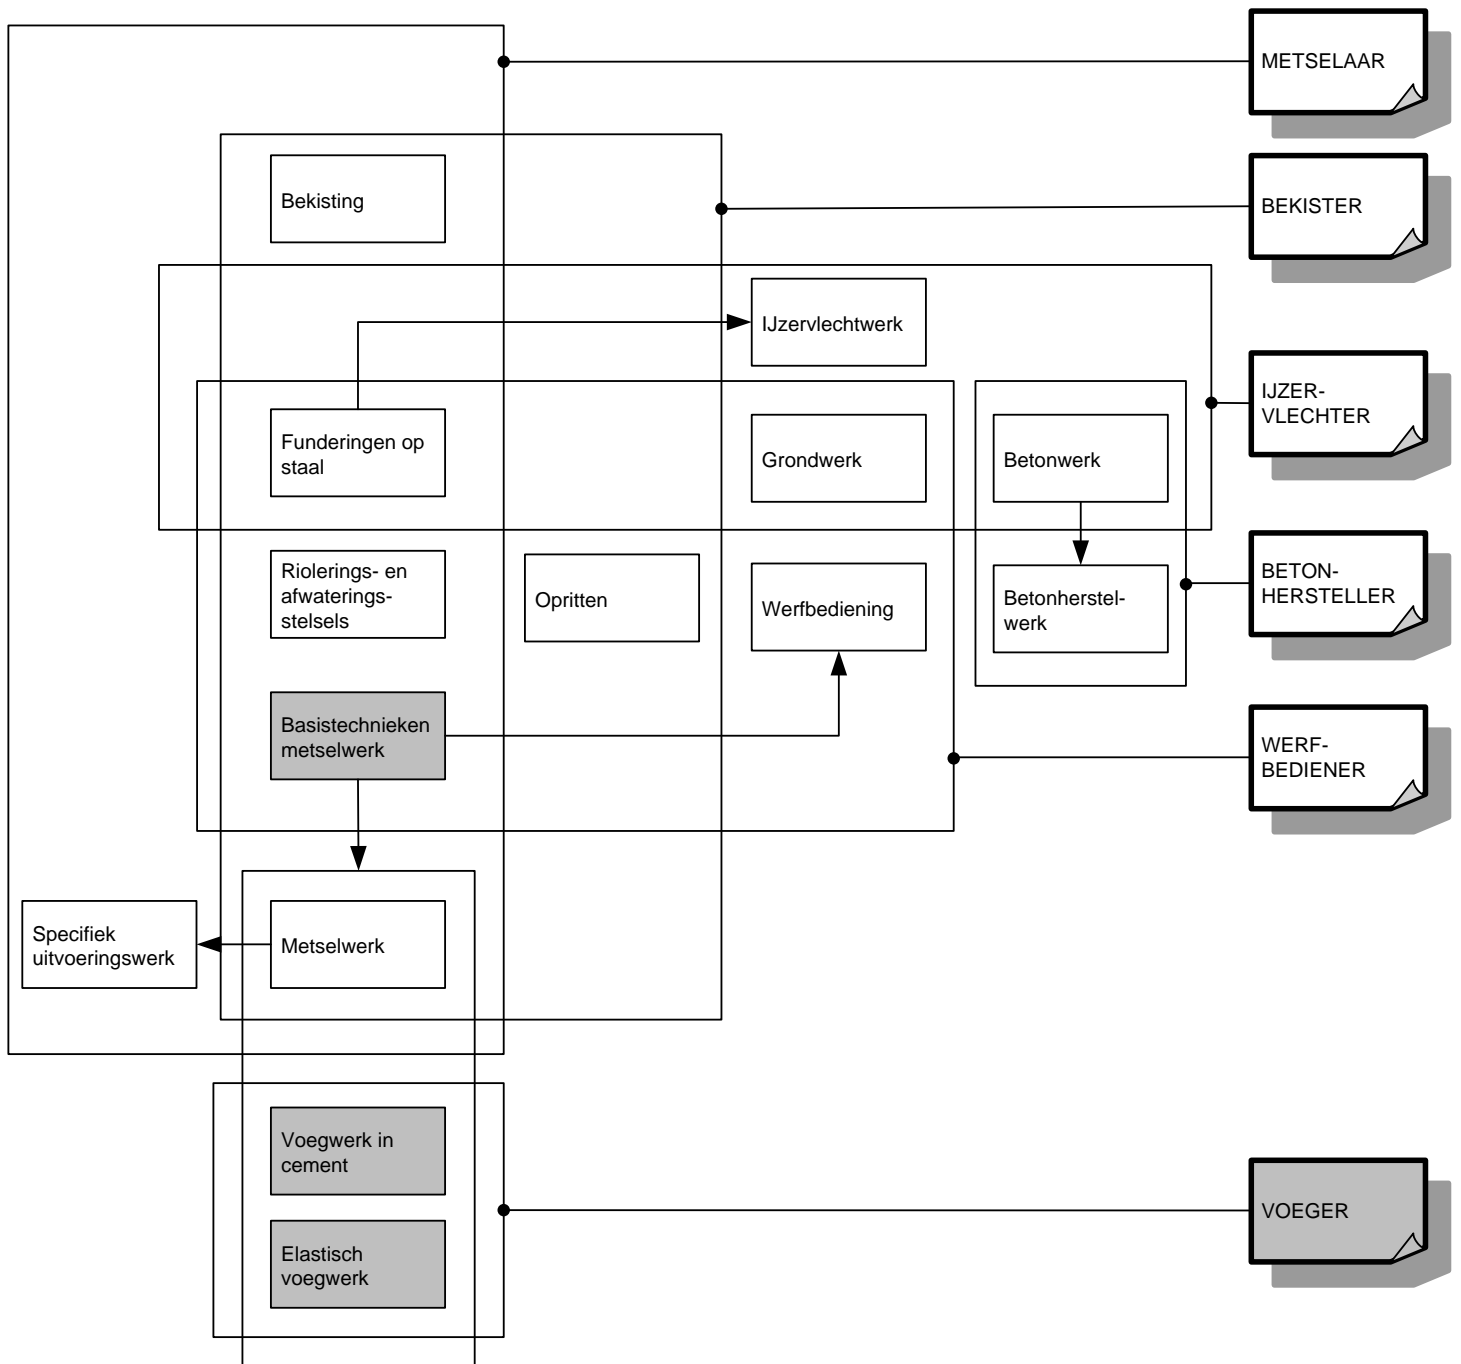 METSELAAR
Bekisting
BEKISTER
IJzervlechtwerk
IJZER-
VLECHTER
Funderingen op
staal
Grondwerk
Betonwerk
Riolerings- en
afwaterings-
stelsels
Opritten
Werfbediening
Betonherstel-
werk
BETON-
HERSTELLER
Basistechnieken
metselwerk
WERF-
BEDIENER
Specifiek
uitvoeringswerk
Metselwerk
Voegwerk in
cement
VOEGER
Elastisch
voegwerk